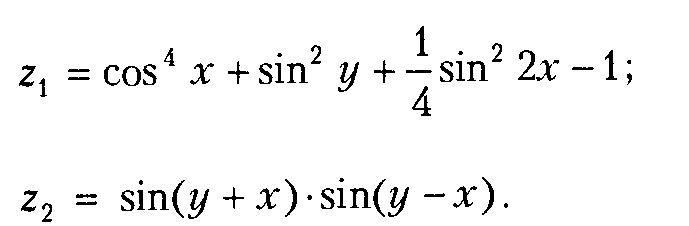 z₁ = cos⁴ x + sin² y + 1/4 sin² 2x − 1;
z₂ = sin(y + x)·sin(y − x).